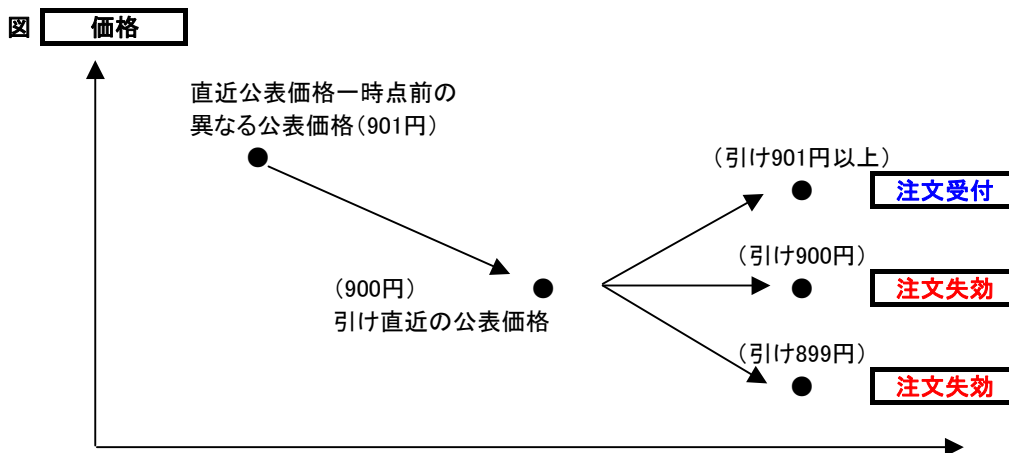 図 価格
直近公表価格一時点前の
異なる公表価格(901円)
(引け901円以上)
注文受付
(引け900円)
(900円)
注文失効
引け直近の公表価格
(引け899円)
注文失効